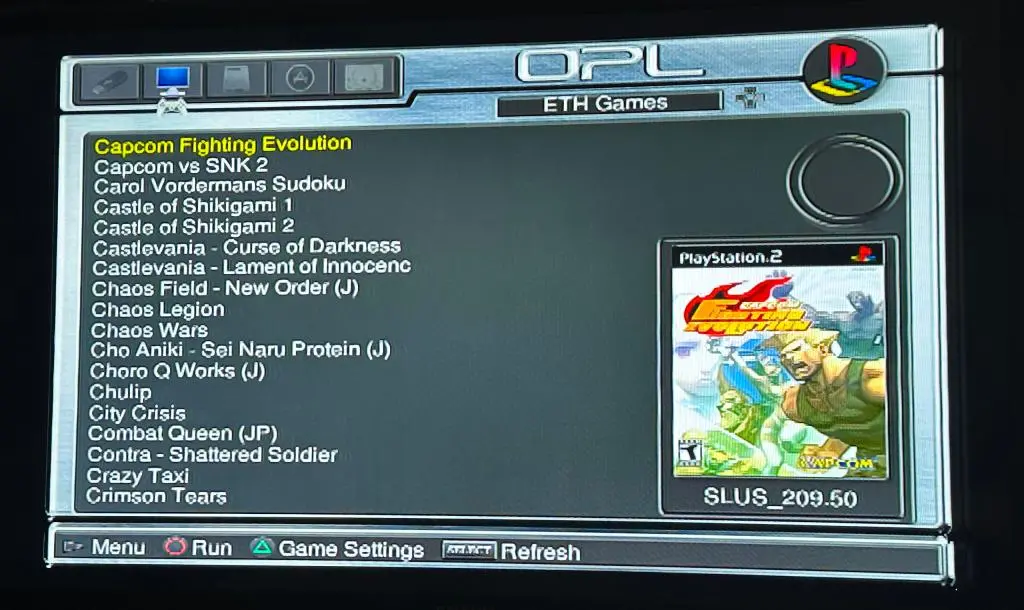 OPL
ETH Games
Capcom Fighting Evolution
Capcom vs SNK 2
Carol Vordermans Sudoku
Castle of Shikigami 1
Castle of Shikigami 2
Castlevania - Curse of Darkness
Castlevania - Lament of Innocenc
Chaos Field - New Order (J)
Chaos Legion
Chaos Wars
Cho Aniki - Sei Naru Protein (J)
Choro Q Works (J)
Chulip
City Crisis
Combat Queen (JP)
Contra - Shattered Soldier
Crazy Taxi
Crimson Tears
PlayStation.2
CAPCOM
FIGHTING
EVOLUTION
T
CAPCOM
SLUS_209.50
Menu Run Game Settings SELECT Refresh